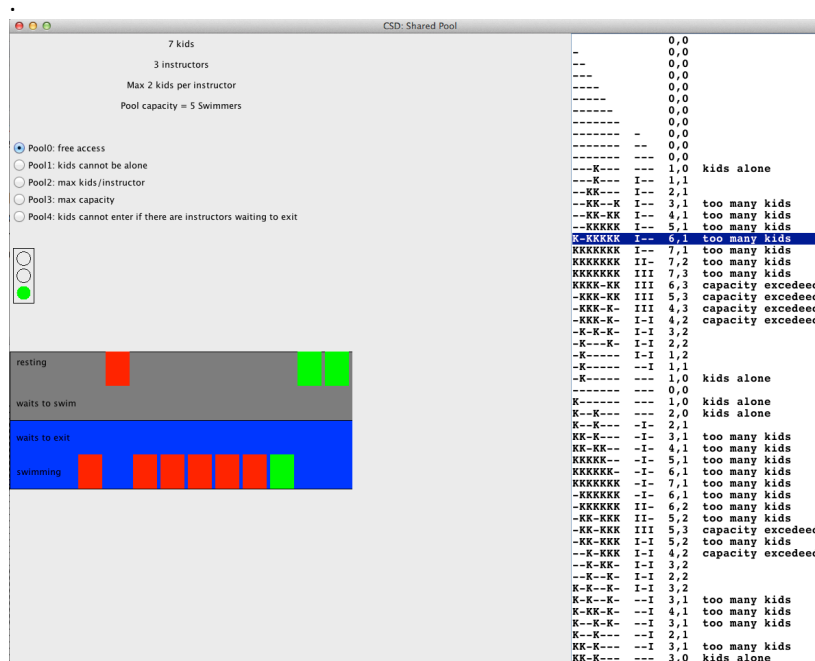 CSD: Shared Pool
7 kids
3 instructors
Max 2 kids per instructor
Pool capacity = 5 Swimmers
Pool0: free access
Pool1: kids cannot be alone
Pool2: max kids/instructor
Pool3: max capacity
Pool4: kids cannot enter if there are instructors waiting to exit
resting
waits to swim
waits to exit
swimming
0,0
- 0,0
-- 0,0
--- 0,0
---- 0,0
----- 0,0
------ 0,0
------- 0,0
------- - 0,0
------- -- 0,0
------- --- 0,0
---K--- --- 1,0 kids alone
---K--- I-- 1,1
--KK--- I-- 2,1
--KK--K I-- 3,1 too many kids
--KK-KK I-- 4,1 too many kids
--KKKKK I-- 5,1 too many kids
K-KKKKK I-- 6,1 too many kids
KKKKKKK I-- 7,1 too many kids
KKKKKKK II- 7,2 too many kids
KKKKKKK III 7,3 too many kids
KKKK-KK III 6,3 capacity excedeed
-KKK-KK III 5,3 capacity excedeed
-KKK-K- III 4,3 capacity excedeed
-KKK-K- I-I 4,2 capacity excedeed
-K-K-K- I-I 3,2
-K---K- I-I 2,2
-K----- I-I 1,2
-K----- --I 1,1
-K----- --- 1,0 kids alone
------- --- 0,0
K------ --- 1,0 kids alone
K--K--- --- 2,0 kids alone
K--K--- -I- 2,1
KK-K--- -I- 3,1 too many kids
KK-KK-- -I- 4,1 too many kids
KKKKK-- -I- 5,1 too many kids
KKKKKK- -I- 6,1 too many kids
KKKKKKK -I- 7,1 too many kids
-KKKKKK -I- 6,1 too many kids
-KKKKKK II- 6,2 too many kids
-KK-KKK II- 5,2 too many kids
-KK-KKK III 5,3 capacity excedeed
-KK-KKK I-I 5,2 too many kids
--K-KKK I-I 4,2 capacity excedeed
--K-KK- I-I 3,2
--K--K- I-I 2,2
K-K--K- I-I 3,2
K-K--K- --I 3,1 too many kids
K-KK-K- --I 4,1 too many kids
K--K-K- --I 3,1 too many kids
K--K--- --I 2,1
KK-K--- --I 3,1 too many kids
KK-K--- --- 3,0 kids alone